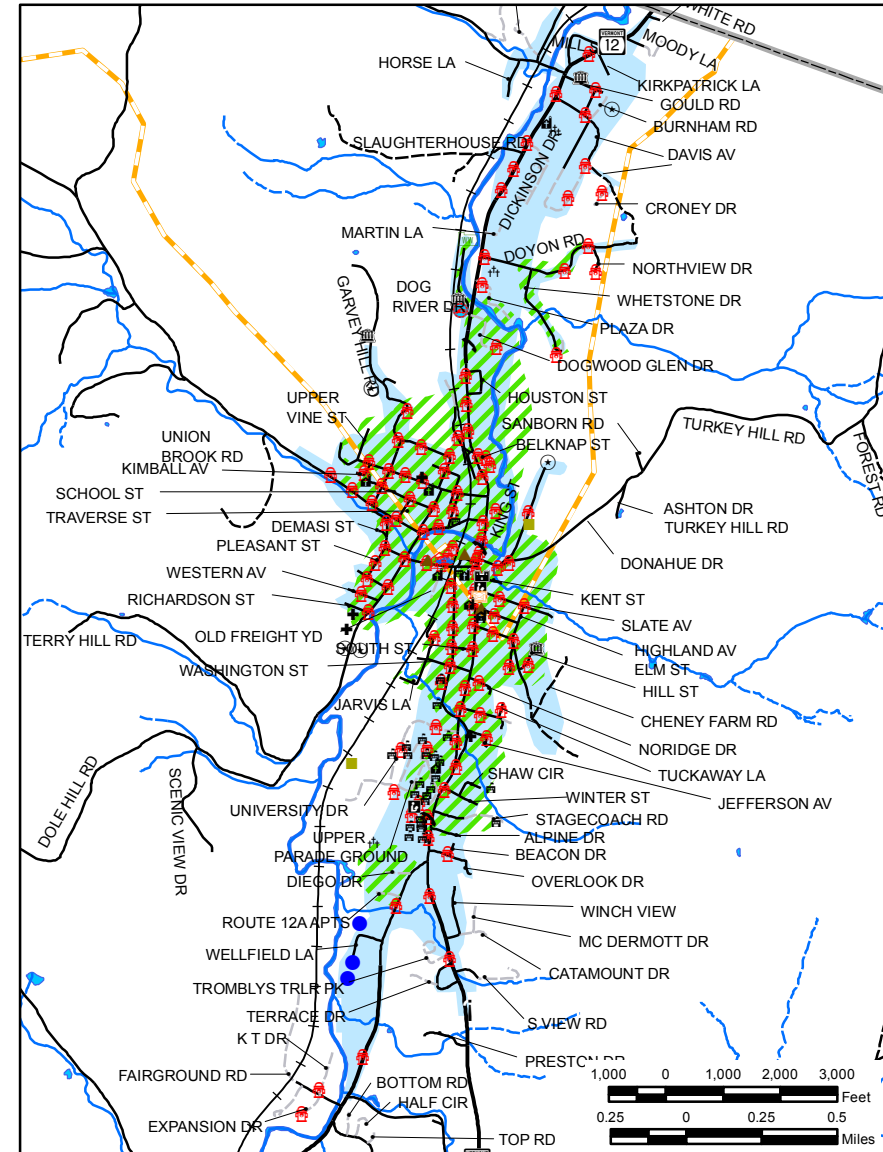 WHITE RD
MILL S
VERMONT
12
MOODY LA
HORSE LA
KIRKPATRICK LA
GOULD RD
BURNHAM RD
SLAUGHTERHOUSE RD
DAVIS AV
DICKINSON DR
CRONEY DR
MARTIN LA
DOYON RD
NORTHVIEW DR
DOG
RIVER DR
WHETSTONE DR
GARVEY HILL RD
PLAZA DR
DOGWOOD GLEN DR
UPPER
VINE ST
HOUSTON ST
SANBORN RD
TURKEY HILL RD
UNION
BROOK RD
BELKNAP ST
FOREST RD
KIMBALL AV
SCHOOL ST
KING ST
ASHTON DR
TRAVERSE ST
TURKEY HILL RD
DEMASI ST
PLEASANT ST
DONAHUE DR
WESTERN AV
KENT ST
RICHARDSON ST
SLATE AV
TERRY HILL RD
OLD FREIGHT YD
SOUTH ST
HIGHLAND AV
WASHINGTON ST
ELM ST
HILL ST
JARVIS LA
CHENEY FARM RD
NORIDGE DR
DOLE HILL RD
SCENIC VIEW DR
SHAW CIR
TUCKAWAY LA
UNIVERSITY DR
WINTER ST
JEFFERSON AV
STAGECOACH RD
UPPER
PARADE GROUND
ALPINE DR
BEACON DR
DIEGO DR
OVERLOOK DR
ROUTE 12A APTS
WINCH VIEW
WELLFIELD LA
MC DERMOTT DR
TROMBLYS TRLR PK
CATAMOUNT DR
TERRACE DR
S VIEW RD
K T DR
PRESTON DR
FAIRGROUND RD
BOTTOM RD
HALF CIR
EXPANSION DR
TOP RD
1,000 0 1,000 2,000 3,000
Feet
0.25 0 0.25 0.5
Miles